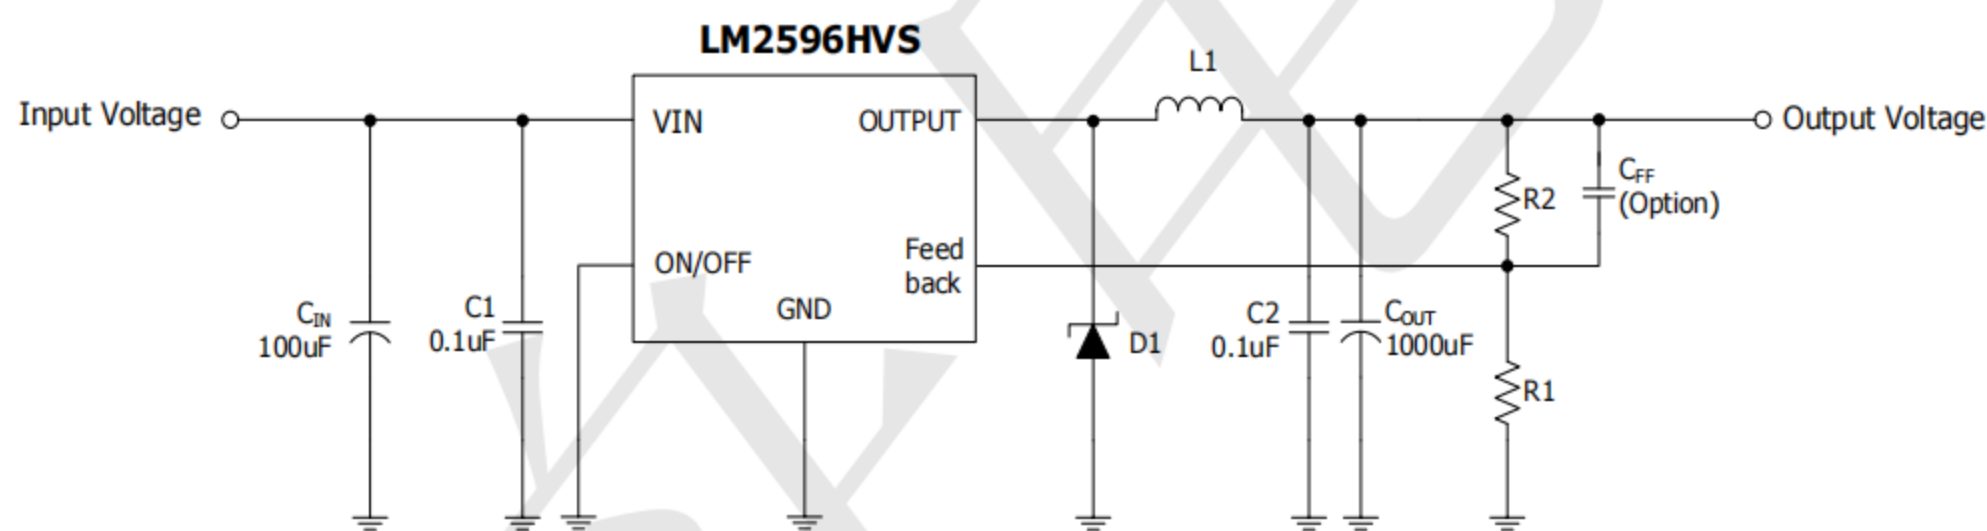 LM2596HVS
L1
Input Voltage
VIN
OUTPUT
Output Voltage
CFF
(Option)
R2
ON/OFF
Feed
back
GND
CIN
100uF
C1
0.1uF
D1
C2
0.1uF
COUT
1000uF
R1